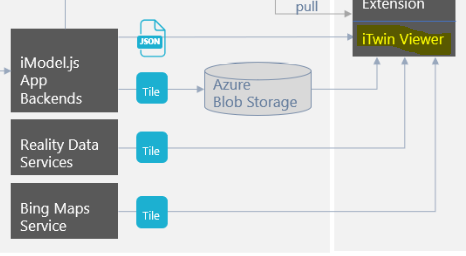 pull
Extension
iTwin Viewer
JSON
iModel.js
App
Backends
Tile
Azure
Blob Storage
Reality Data
Services
Tile
Bing Maps
Service
Tile